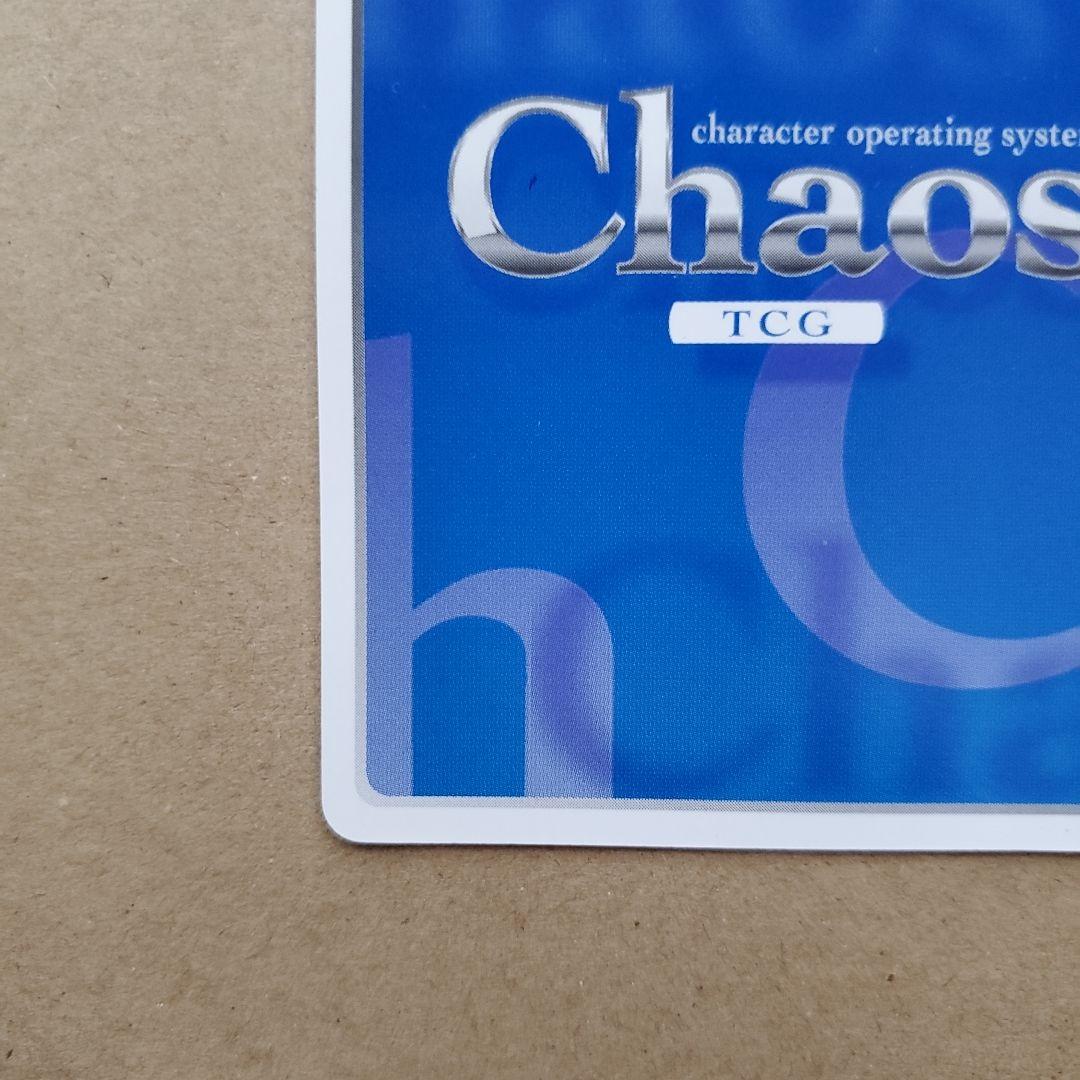 character operating syste
Chaos
TCG
h